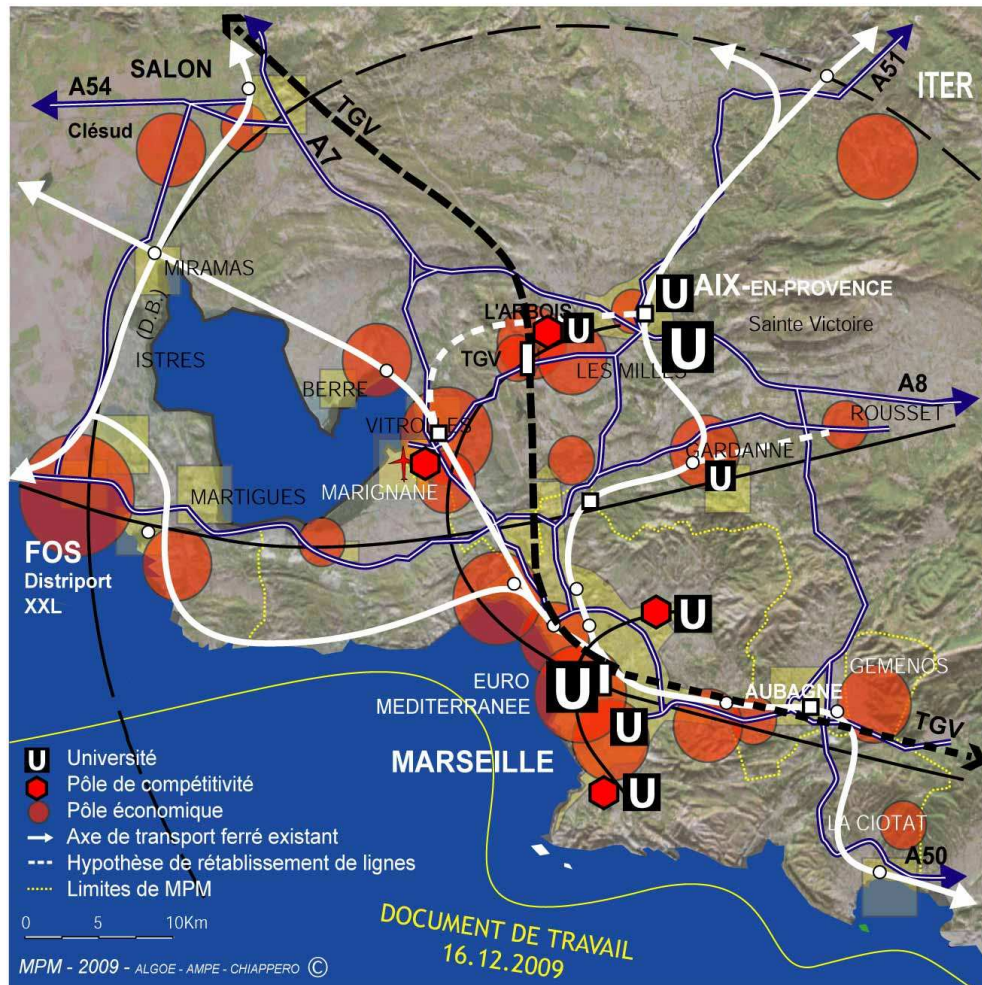 SALON
A54
Clésud
TGV
A7
A51
ITER
MIRAMAS
(D.B.)
ISTRES
BERRE
VITROLLES
MARIGNANE
MARTIGUES
L'ARBOIS
U
TGV
LES MILLES
U
AIX-EN-PROVENCE
U
Sainte Victoire
A8
ROUSSET
GARDANNE
U
FOS
Distriport
XXL
U
EURO
MEDITERRANEE
U
U
MARSEILLE
U
AUBAGNE
GEMENOS
TGV
LA CIOTAT
A50
U Université
Pôle de compétitivité
Pôle économique
Axe de transport ferré existant
Hypothèse de rétablissement de lignes
Limites de MPM
0 5 10Km
DOCUMENT DE TRAVAIL
16.12.2009
MPM - 2009 - ALGOE - AMPE - CHIAPPERO ©